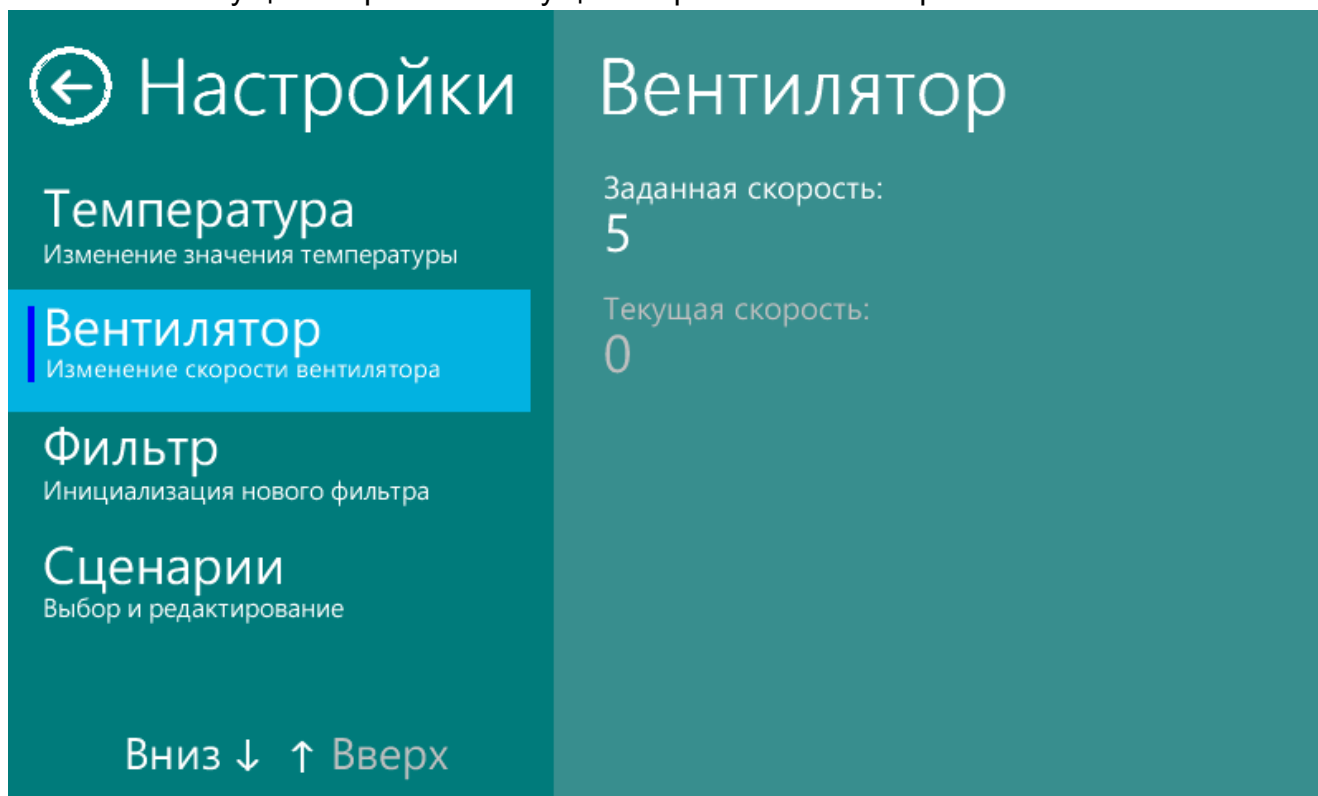 Настройки
Температура
Изменение значения температуры
Вентилятор
Изменение скорости вентилятора
Фильтр
Инициализация нового фильтра
Сценарии
Выбор и редактирование
Вниз ↓ ↑ Вверх
Вентилятор
Заданная скорость:
5
Текущая скорость:
0